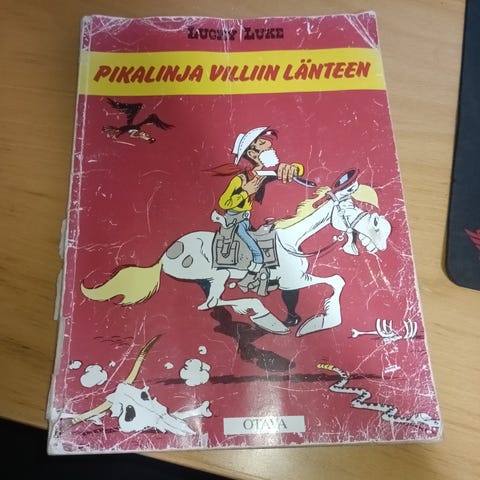 LUCKY LUKE
PIKALINJA VILLIIN LÄNTEEN
OTAVA